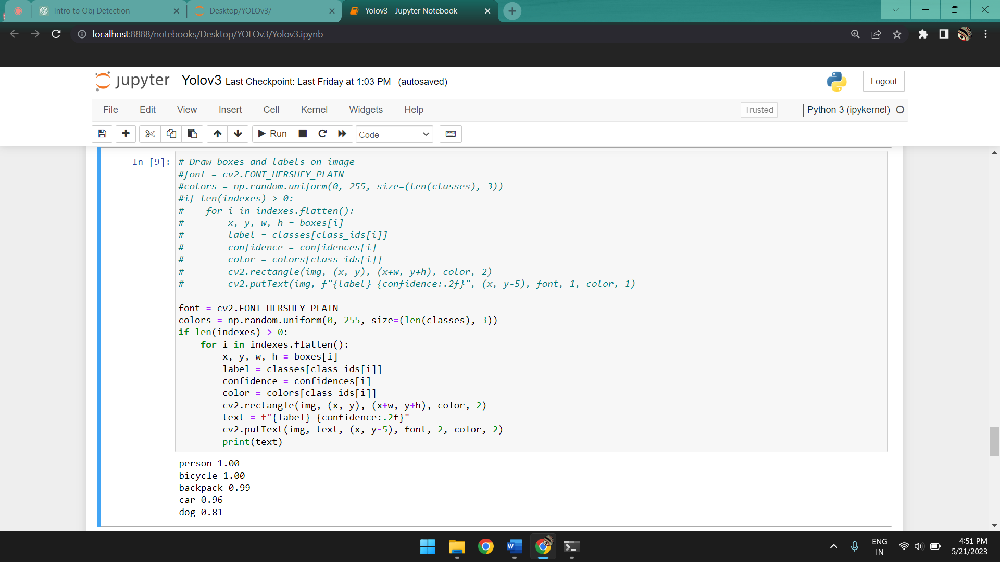 Intro to Obj Detection
Desktop/YOLOv3/
Yolov3 - Jupyter Notebook
localhost:8888/notebooks/Desktop/YOLOv3/Yolov3.ipynb
jupyter Yolov3 Last Checkpoint: Last Friday at 1:03 PM (autosaved)
Logout
File Edit View Insert Cell Kernel Widgets Help
Trusted
Python 3 (ipykernel)
Run
Code
In [9]:
# Draw boxes and labels on image
#font = cv2.FONT_HERSHEY_PLAIN
#colors = np.random.uniform(0, 255, size=(len(classes), 3))
#if len(indexes) > 0:
#    for i in indexes.flatten():
#        x, y, w, h = boxes[i]
#        label = classes[class_ids[i]]
#        confidence = confidences[i]
#        color = colors[class_ids[i]]
#        cv2.rectangle(img, (x, y), (x+w, y+h), color, 2)
#        cv2.putText(img, f"{label} {confidence:.2f}", (x, y-5), font, 1, color, 1)
font = cv2.FONT_HERSHEY_PLAIN
colors = np.random.uniform(0, 255, size=(len(classes), 3))
if len(indexes) > 0:
    for i in indexes.flatten():
        x, y, w, h = boxes[i]
        label = classes[class_ids[i]]
        confidence = confidences[i]
        color = colors[class_ids[i]]
        cv2.rectangle(img, (x, y), (x+w, y+h), color, 2)
        text = f"{label} {confidence:.2f}"
        cv2.putText(img, text, (x, y-5), font, 2, color, 2)
        print(text)
person 1.00
bicycle 1.00
backpack 0.99
car 0.96
dog 0.81
W
ENG
IN
4:51 PM
5/21/2023